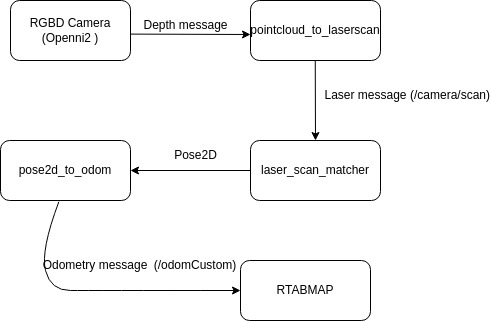 RGBD Camera
(Openni2 )
Depth message
pointcloud_to_laserscan
Laser message (/camera/scan)
pose2d_to_odom
Pose2D
laser_scan_matcher
Odometry message  (/odomCustom)
RTABMAP